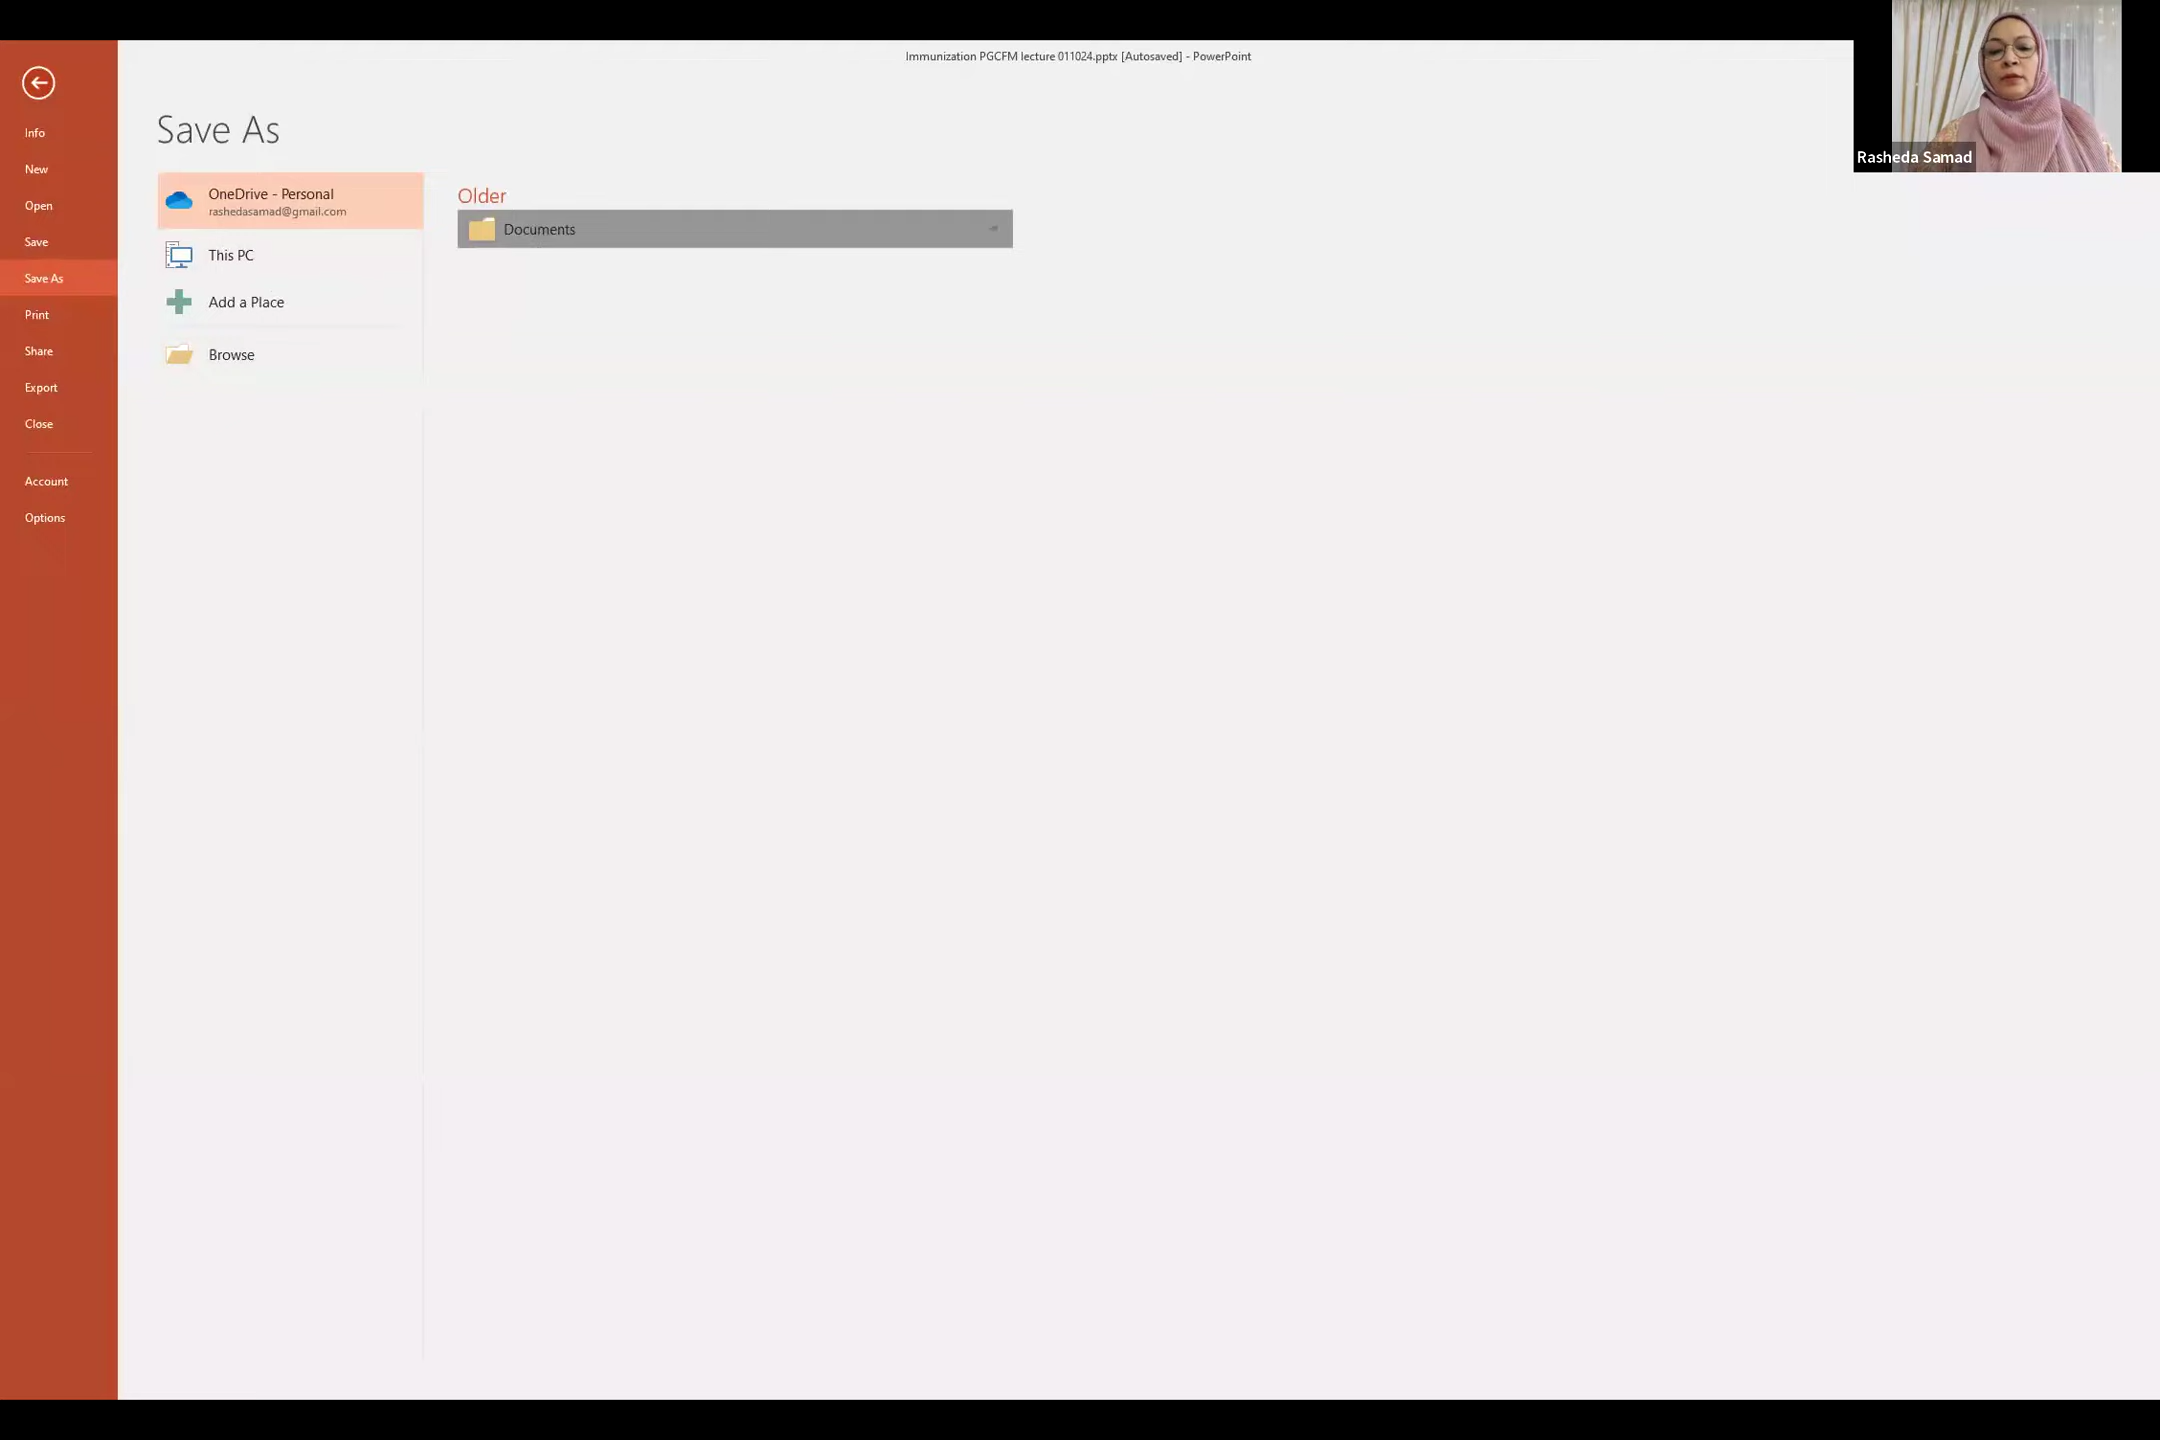 Immunization PGCFM lecture 011024.pptx [Autosaved] - PowerPoint
Rasheda Samad
Info
New
Open
Save
Save As
Print
Share
Export
Close
Account
Options
Save As
OneDrive - Personal
rashedasamad@gmail.com
This PC
Add a Place
Browse
Older
Documents